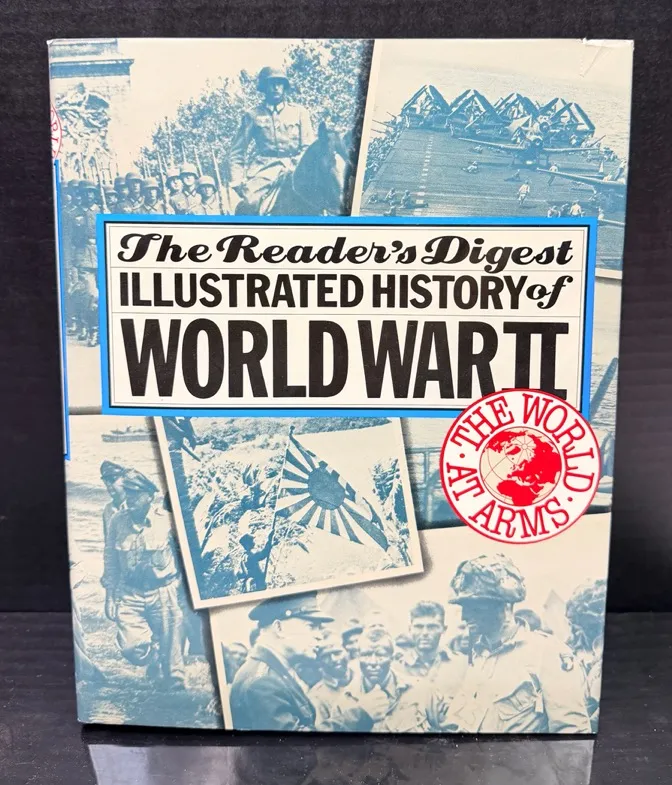 The Reader's Digest
ILLUSTRATED HISTORY of
WORLD WAR II
THE WORLD
AT ARMS